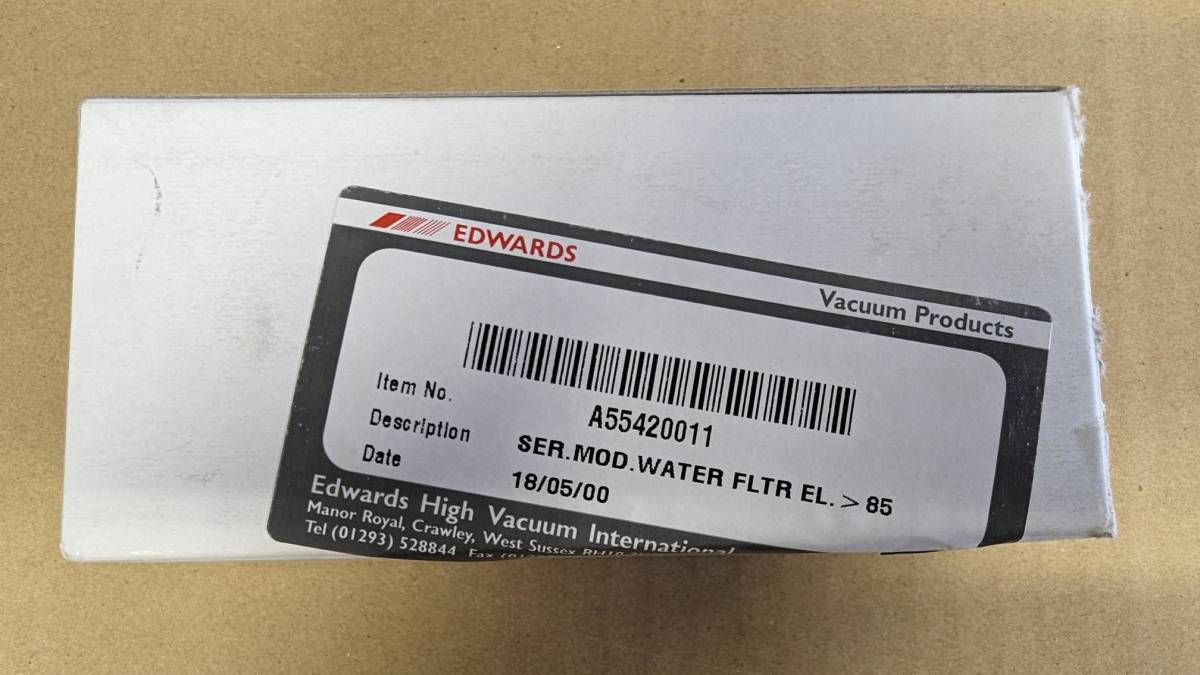 EDWARDS
Vacuum Products
Item No. A55420011
Description SER.MOD.WATER FLTR EL. > 85
Date 18/05/00
Edwards High Vacuum International
Manor Royal, Crawley, West Sussex
Tel (01293) 528844 Fax